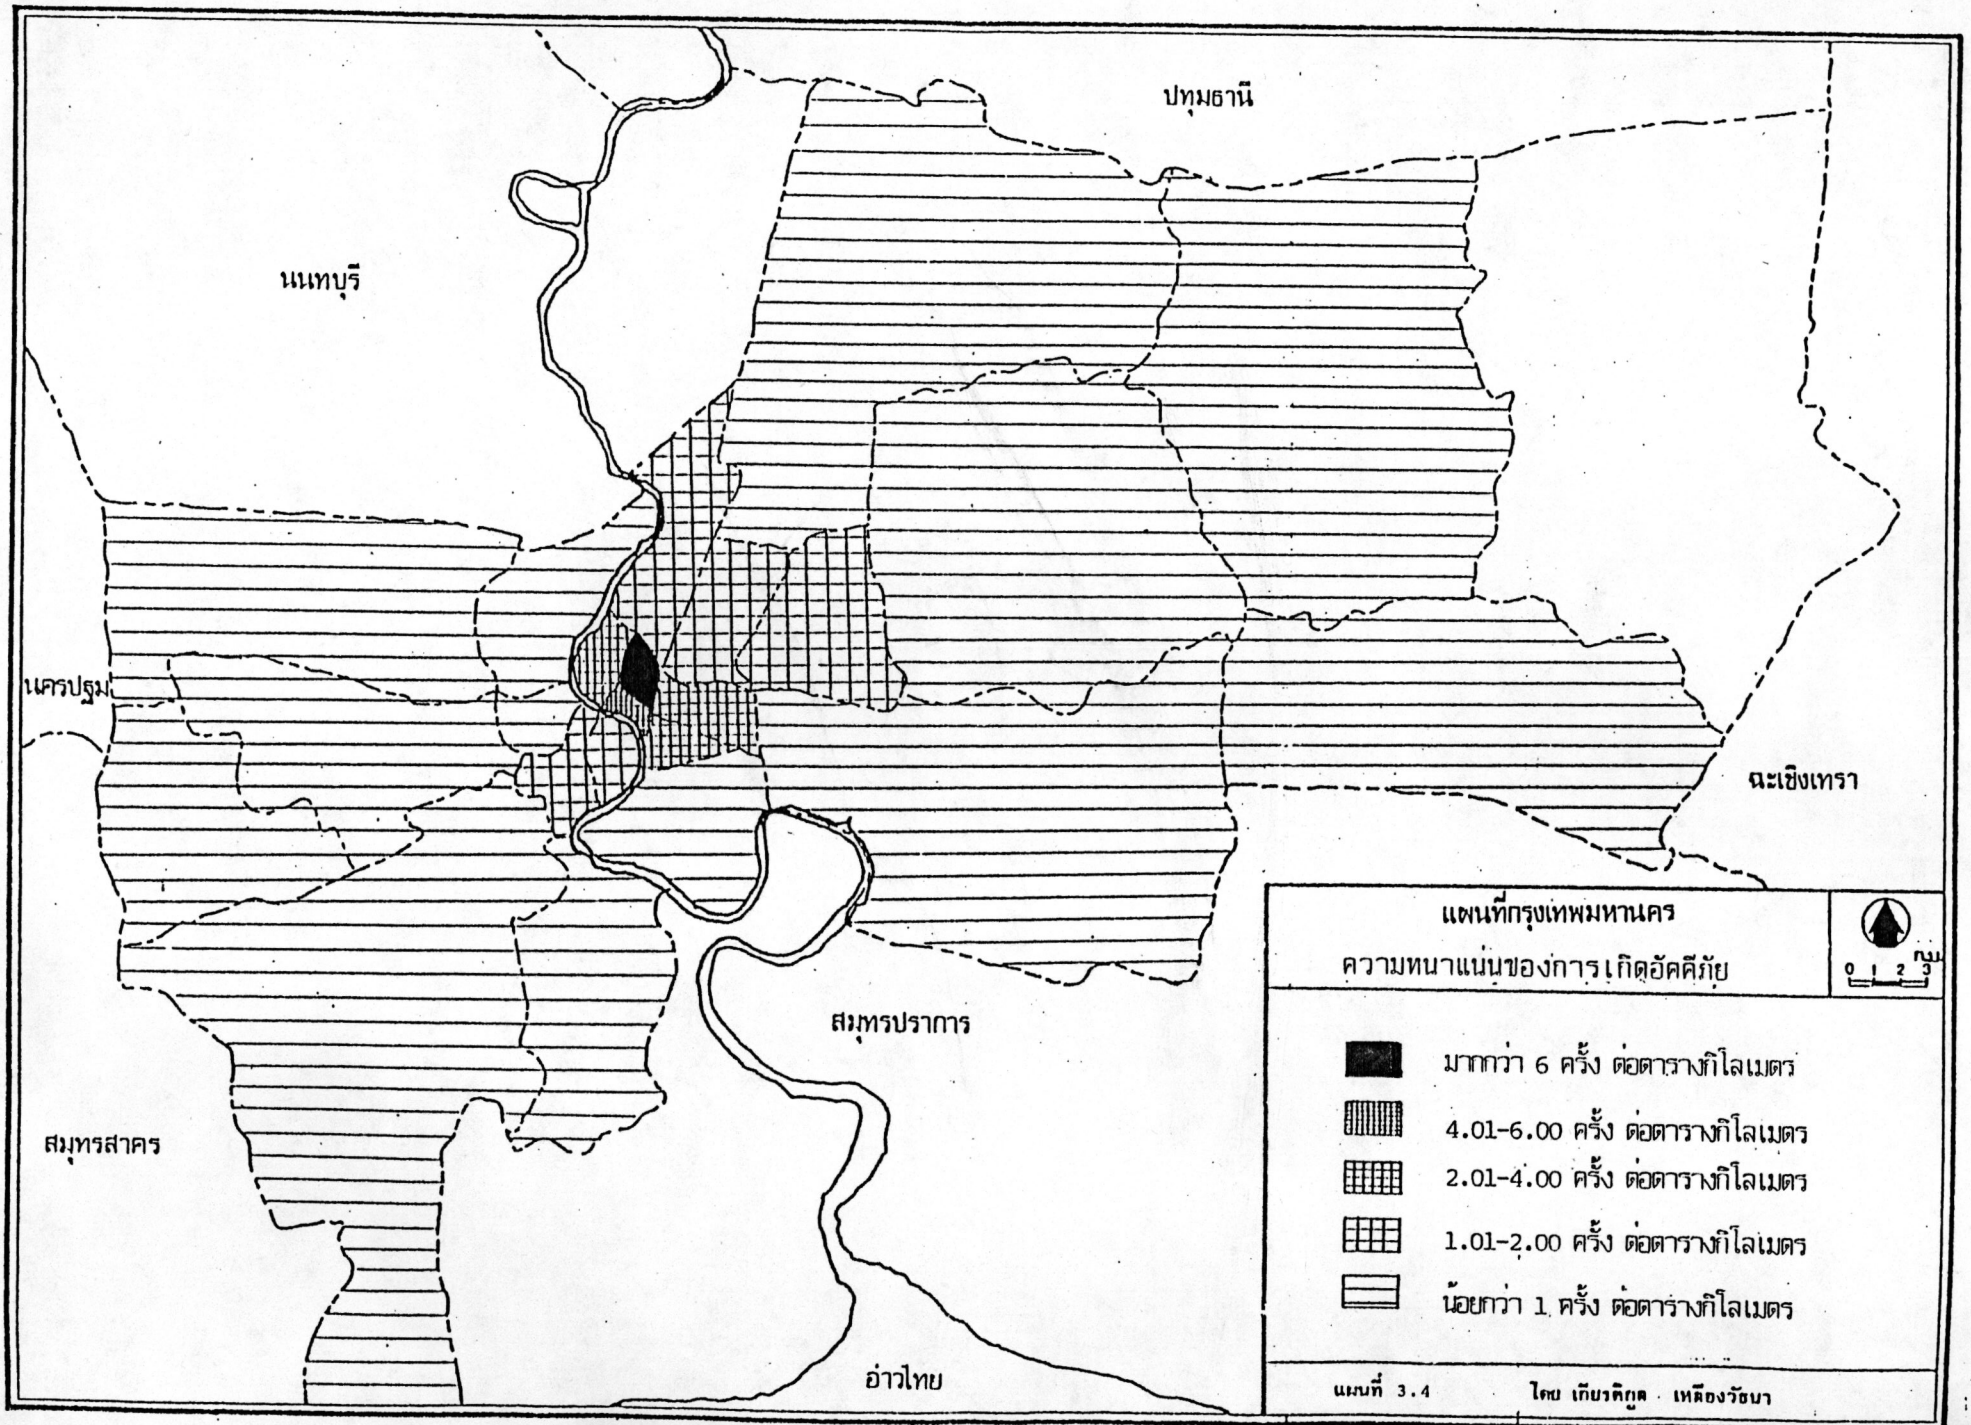 ปทุมธานี
นนทบุรี
นครปฐม
ฉะเชิงเทรา
สมุทรปราการ
สมุทรสาคร
อ่าวไทย
แผนที่กรุงเทพมหานคร
ความหนาแน่นของการเกิดอัคคีภัย
กม.
0 1 2 3
มากกว่า 6 ครั้ง ต่อตารางกิโลเมตร
4.01-6.00 ครั้ง ต่อตารางกิโลเมตร
2.01-4.00 ครั้ง ต่อตารางกิโลเมตร
1.01-2.00 ครั้ง ต่อตารางกิโลเมตร
น้อยกว่า 1 ครั้ง ต่อตารางกิโลเมตร
แผนที่ 3.4 โดย เหลืองวัธนา